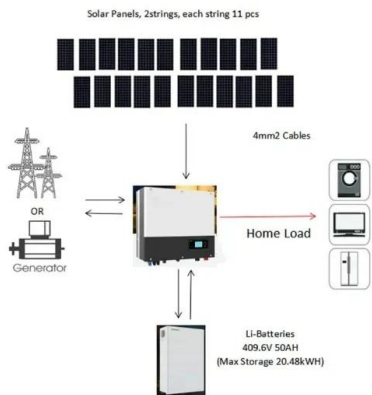 Solar Panels, 2strings, each string 11 pcs
4mm2 Cables
OR
Generator
Home Load
Li-Batteries
409.6V 50AH
(Max Storage 20.48kWH)